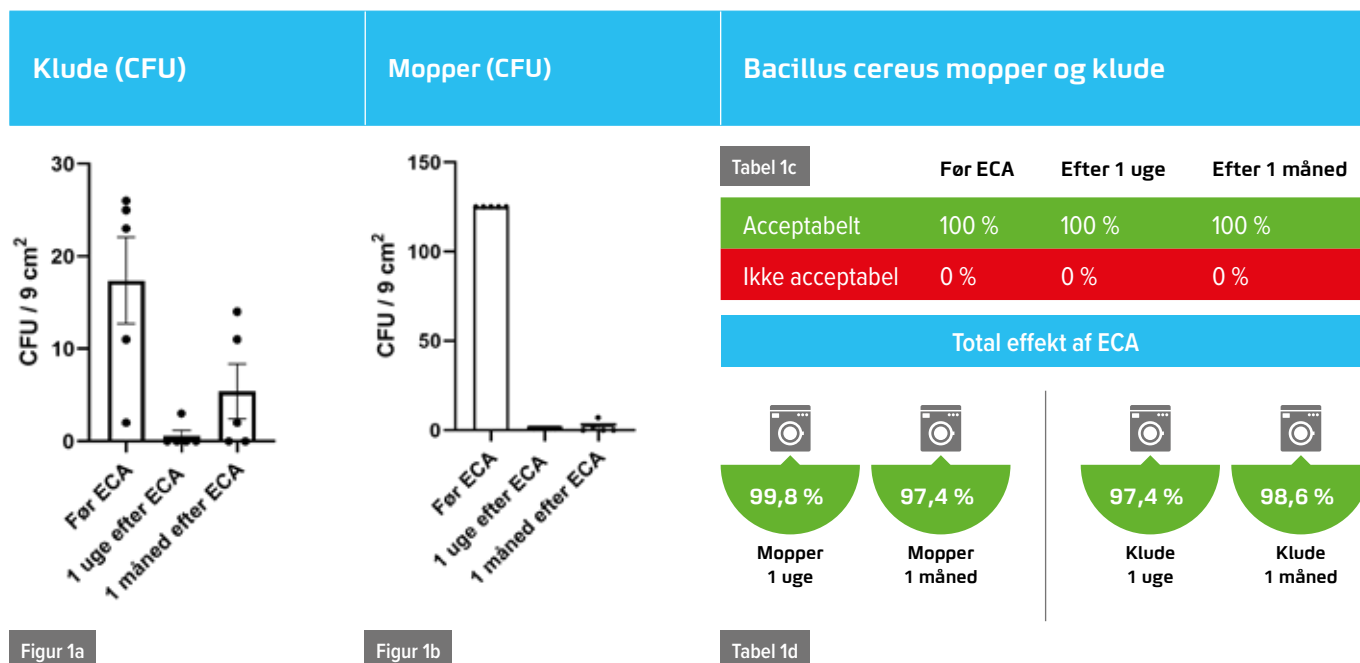 Klude (CFU)
Mopper (CFU)
Bacillus cereus mopper og klude
30
20
10
0
CFU / 9 cm²
Før ECA
1 uge efter ECA
1 måned efter ECA
Figur 1a
150
100
50
0
CFU / 9 cm²
Før ECA
1 uge efter ECA
1 måned efter ECA
Figur 1b
Tabel 1c
Før ECA Efter 1 uge Efter 1 måned
Acceptabelt 100 % 100 % 100 %
Ikke acceptabel 0 % 0 % 0 %
Total effekt af ECA
99,8 % 97,4 % 97,4 % 98,6 %
Mopper Mopper Klude Klude
1 uge 1 måned 1 uge 1 måned
Tabel 1d